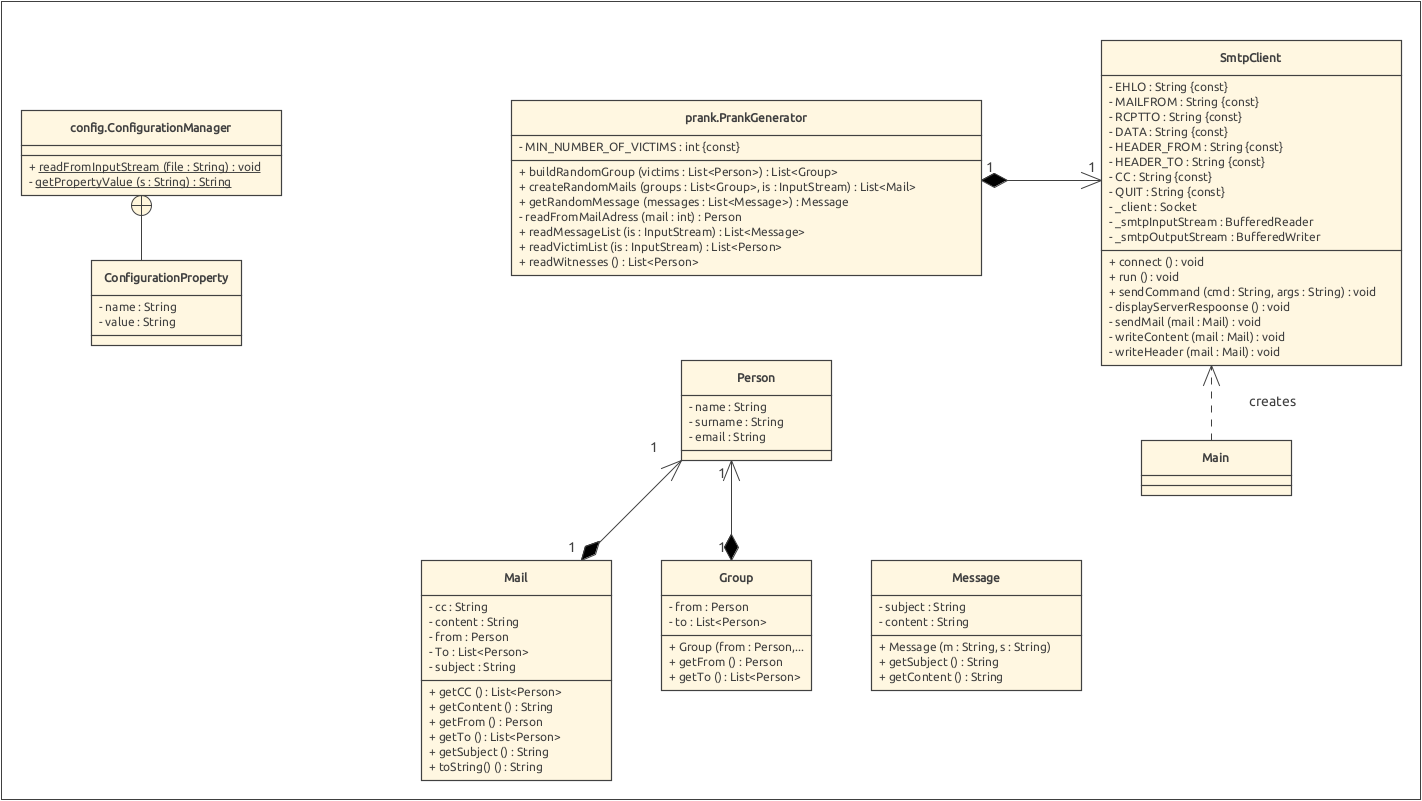 config.ConfigurationManager
+ readFromInputStream (file : String) : void
- getPropertyValue (s : String) : String
ConfigurationProperty
- name : String
- value : String
prank.PrankGenerator
- MIN_NUMBER_OF_VICTIMS : int {const}
+ buildRandomGroup (victims : List<Person>) : List<Group>
+ createRandomMails (groups : List<Group>, is : InputStream) : List<Mail>
+ getRandomMessage (messages : List<Message>) : Message
- readFromMailAdress (mail : int) : Person
+ readMessageList (is : InputStream) : List<Message>
+ readVictimList (is : InputStream) : List<Person>
+ readWitnesses () : List<Person>
1
1
SmtpClient
- EHLO : String {const}
- MAILFROM : String {const}
- RCPTTO : String {const}
- DATA : String {const}
- HEADER_FROM : String {const}
- HEADER_TO : String {const}
- CC : String {const}
- QUIT : String {const}
- _client : Socket
- _smtpInputStream : BufferedReader
- _smtpOutputStream : BufferedWriter
+ connect () : void
+ run () : void
+ sendCommand (cmd : String, args : String) : void
- displayServerRespoonse () : void
- sendMail (mail : Mail) : void
- writeContent (mail : Mail) : void
- writeHeader (mail : Mail) : void
creates
Main
Person
- name : String
- surname : String
- email : String
1
1
1
1
Mail
- cc : String
- content : String
- from : Person
- To : List<Person>
- subject : String
+ getCC () : List<Person>
+ getContent () : String
+ getFrom () : Person
+ getTo () : List<Person>
+ getSubject () : String
+ toString() () : String
Group
- from : Person
- to : List<Person>
+ Group (from : Person,...
+ getFrom () : Person
+ getTo () : List<Person>
Message
- subject : String
- content : String
+ Message (m : String, s : String)
+ getSubject () : String
+ getContent () : String